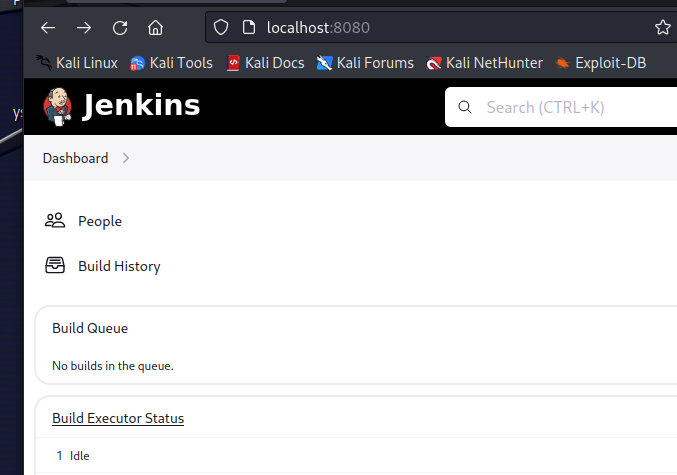 localhost:8080
Kali Linux Kali Tools Kali Docs Kali Forums Kali NetHunter Exploit-DB
Jenkins Search (CTRL+K)
Dashboard
People
Build History
Build Queue
No builds in the queue.
Build Executor Status
1 Idle